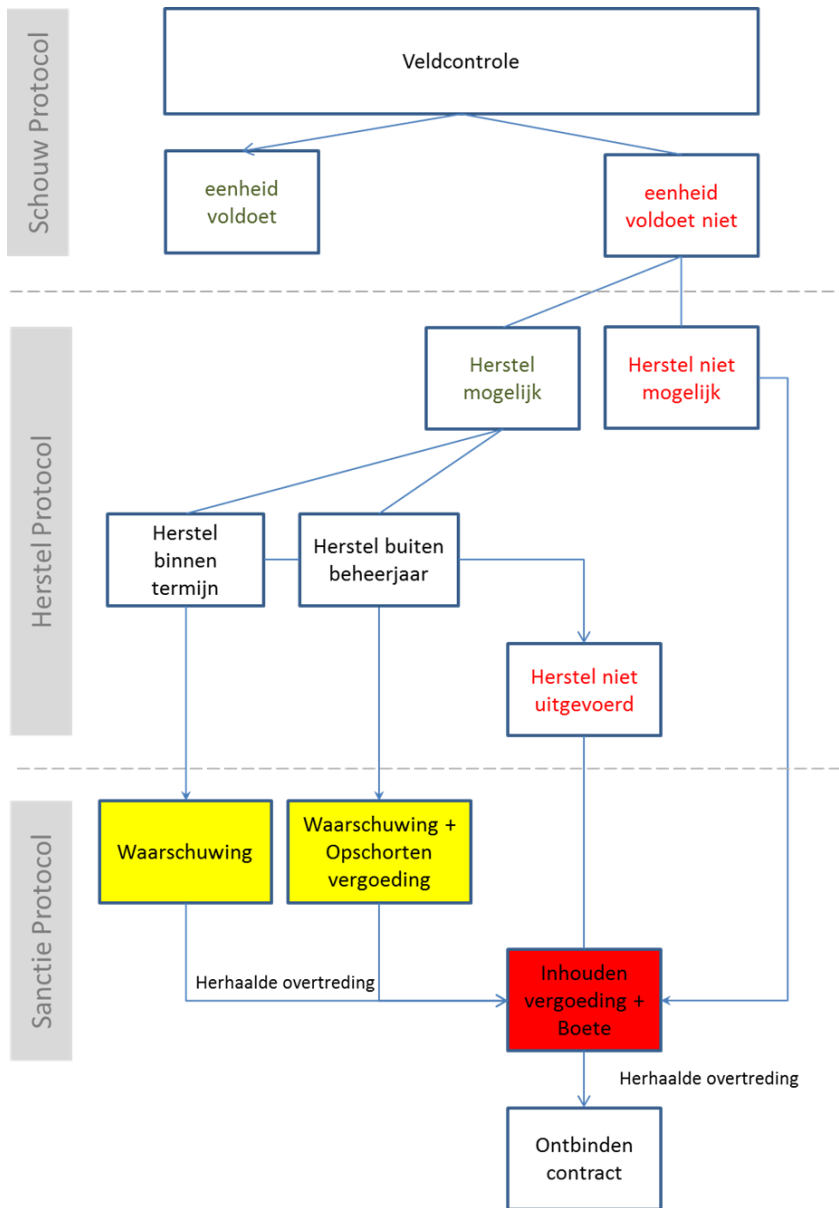 Schouw Protocol
Veldcontrole
eenheid
voldoet
eenheid
voldoet niet
Herstel Protocol
Herstel
mogelijk
Herstel niet
mogelijk
Herstel
binnen
termijn
Herstel buiten
beheerjaar
Herstel niet
uitgevoerd
Sanctie Protocol
Waarschuwing
Waarschuwing +
Opschorten
vergoeding
Herhaalde overtreding
Inhouden
vergoeding +
Boete
Herhaalde overtreding
Ontbinden
contract